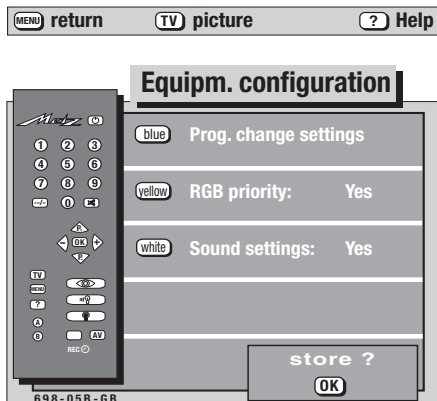 MENU return TV picture ? Help
Equipm. configuration
Metz
blue Prog. change settings
1 2 3
4 5 6
7 8 9
-/-- 0
yellow RGB priority: Yes
P.
- OK +
P.
white Sound settings: Yes
TV
MENU
?
A
B AV
REC
store ?
OK
698-05B-GB